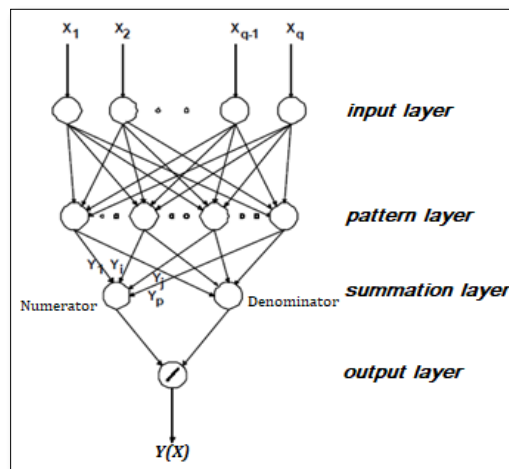 X1 X2 Xq-1 Xq
input layer
pattern layer
Y1 Yi Yj
Yp
Numerator Denominator summation layer
output layer
Y(X)